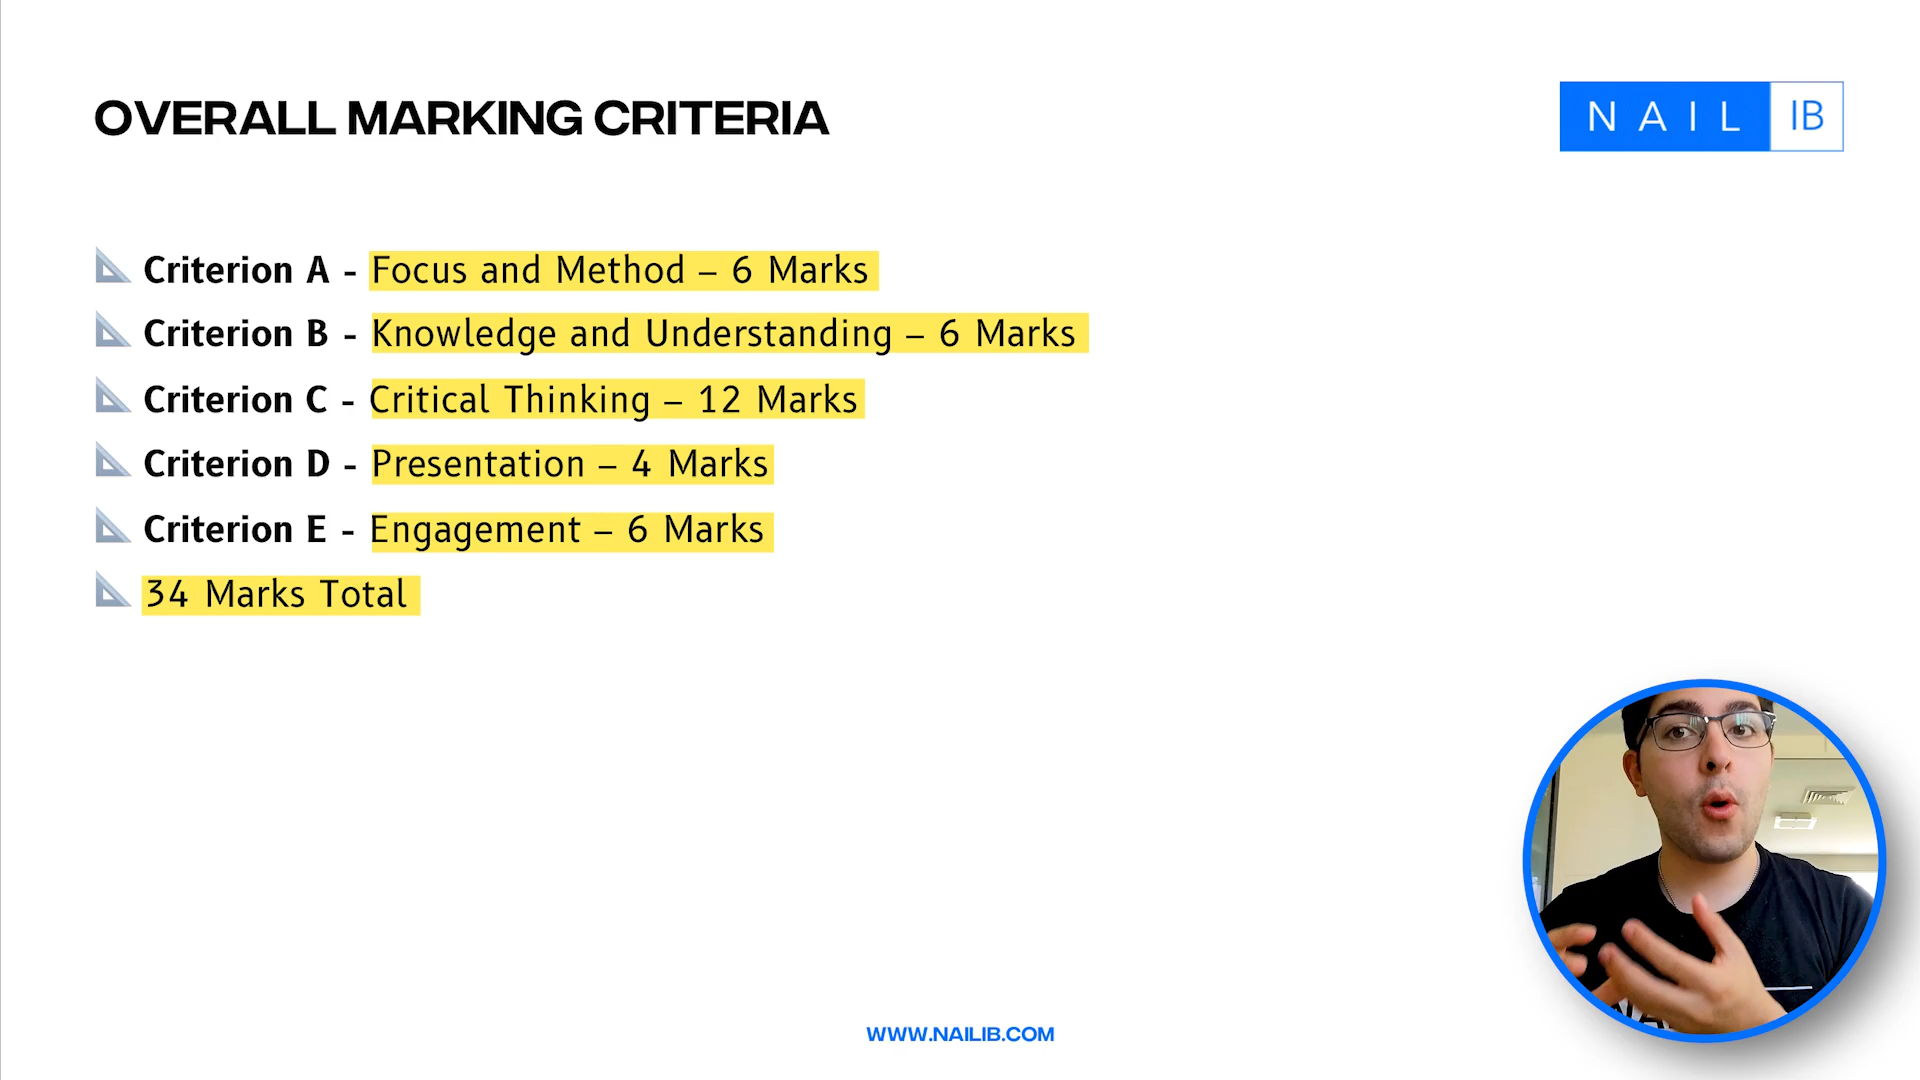 OVERALL MARKING CRITERIA
NAIL IB
Criterion A - Focus and Method – 6 Marks
Criterion B - Knowledge and Understanding – 6 Marks
Criterion C - Critical Thinking – 12 Marks
Criterion D - Presentation – 4 Marks
Criterion E - Engagement – 6 Marks
34 Marks Total
WWW.NAILIB.COM